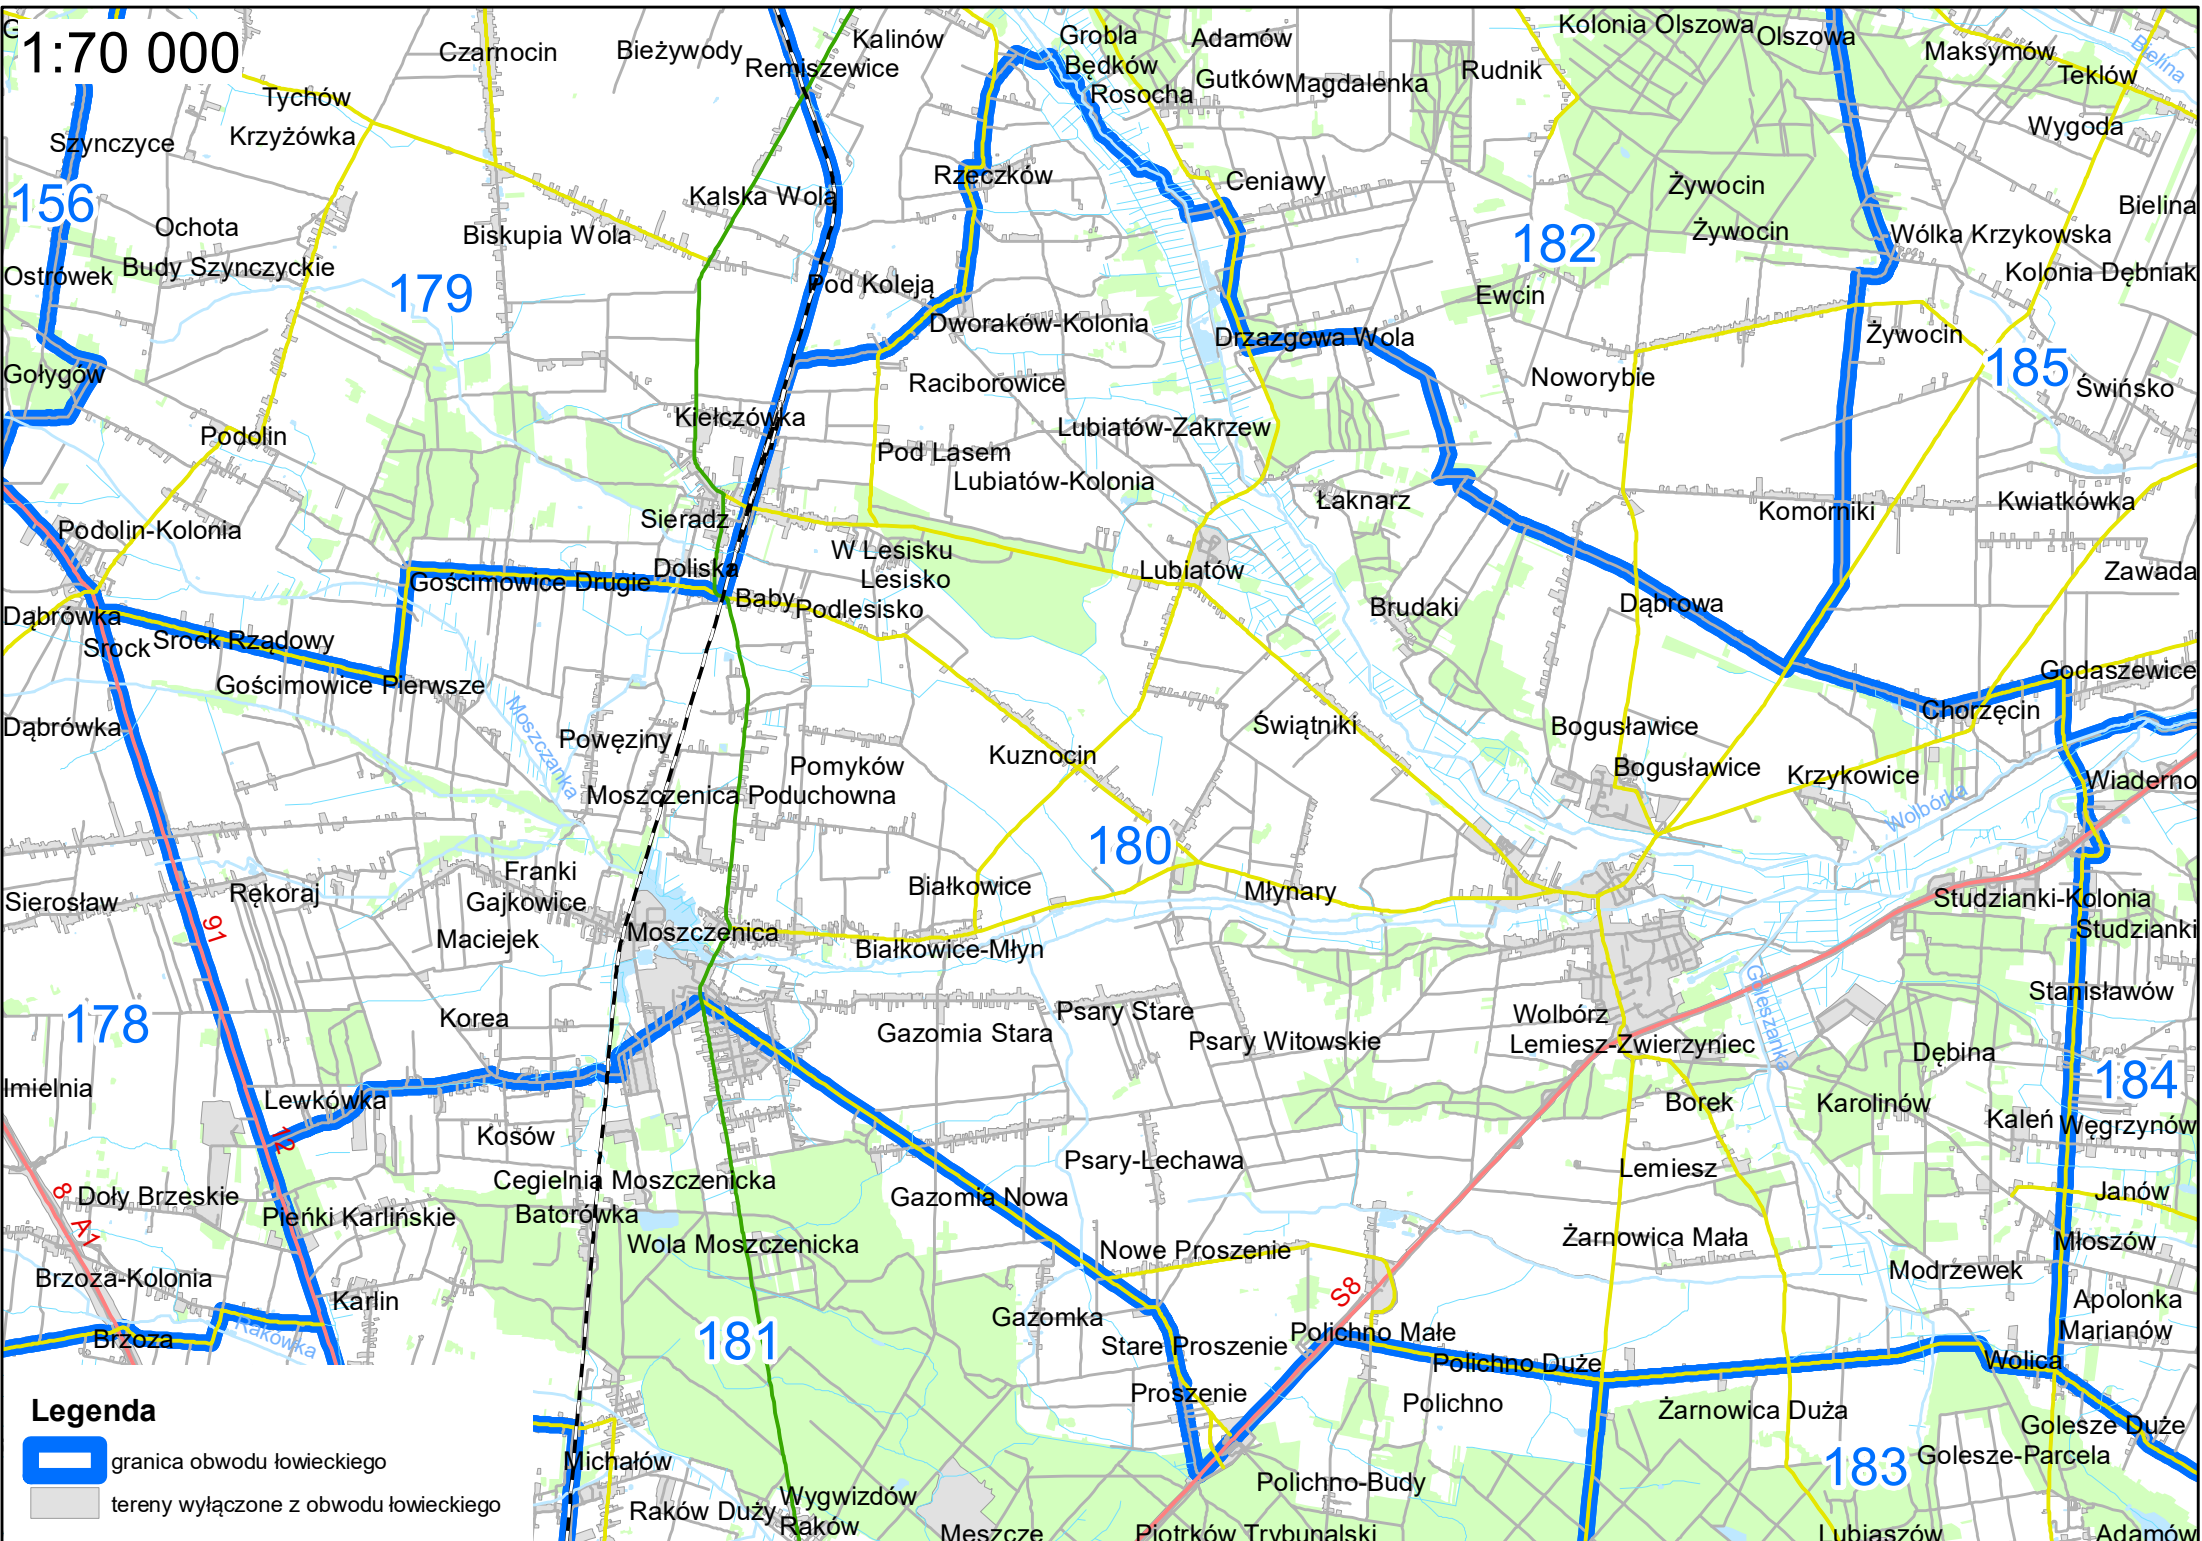 G
1:70 000
Czarnocin
Bieżywody
Remiszewice
Kalinów
Grobla
Będków
Rosocha
Adamów
Gutków
Magdalenka
Rudnik
Kolonia Olszowa
Olszowa
Maksymów
Bielina
Teklów
Tychów
Krzyżówka
Szynczyce
Wygoda
156
Ochota
Kalska Wola
Rzeczków
Ceniawy
Żywocin
Bielina
Biskupia Wola
Żywocin
182
Wólka Krzykowska
Ostrówek
Budy Szynczyckie
179
Pod Koleją
Ewcin
Kolonia Dębniak
Dworaków-Kolonia
Drzazgowa Wola
Żywocin
Gołygów
Raciborowice
Noworybie
185
Świńsko
Kiełczówka
Lubiatów-Zakrzew
Podolin
Pod Lasem
Lubiatów-Kolonia
Łaknarz
Komorniki
Kwiatkówka
Podolin-Kolonia
Sieradz
W Lesisku
Lesisko
Lubiatów
Zawada
Gościmowice Drugie
Doliska
Baby
Podlesisko
Brudaki
Dąbrowa
Dąbrówka
Srock
Srock Rządowy
Gościmowice Pierwsze
Godaszewice
Dąbrówka
Moszczanka
Powęziny
Kuznocin
Świątniki
Bogusławice
Chorzęcin
Pomyków
Bogusławice
Krzykowice
Wiaderno
Moszczenica
Poduchowna
180
Wolbórka
Franki
Gajkowice
Sierosław
Rękoraj
Białkowice
Młynary
Studzianki-Kolonia
91
Maciejek
Moszczenica
Białkowice-Młyn
Studzianki
178
Korea
Gazomia Stara
Psary Stare
Psary Witowskie
Wolbórz
Lemiesz-Zwierzyniec
Goleszanka
Stanisławów
Dębina
184
Imielnia
Lewkówka
Borek
Karolinów
Kaleń
Węgrzynów
12
Kosów
Psary-Lechawa
Lemiesz
8
Doły Brzeskie
Cegielnia Moszczenicka
Gazomia Nowa
Janów
A1
Pieńki Karlińskie
Batorówka
Wola Moszczenicka
Nowe Proszenie
Żarnowica Mała
Młoszów
Brzoza-Kolonia
Karlin
S8
Modrzewek
Gazomka
Apolonka
Brzoza
Rakówka
181
Stare Proszenie
Polichno Małe
Marianów
Polichno Duże
Wolica
Proszenie
Polichno
Żarnowica Duża
Legenda
granica obwodu łowieckiego
tereny wyłączone z obwodu łowieckiego
Golesze Duże
Michałów
183
Golesze-Parcela
Polichno-Budy
Raków Duży
Wygwizdów
Raków
Meszcze
Piotrków Trybunalski
Lubiaszów
Adamów